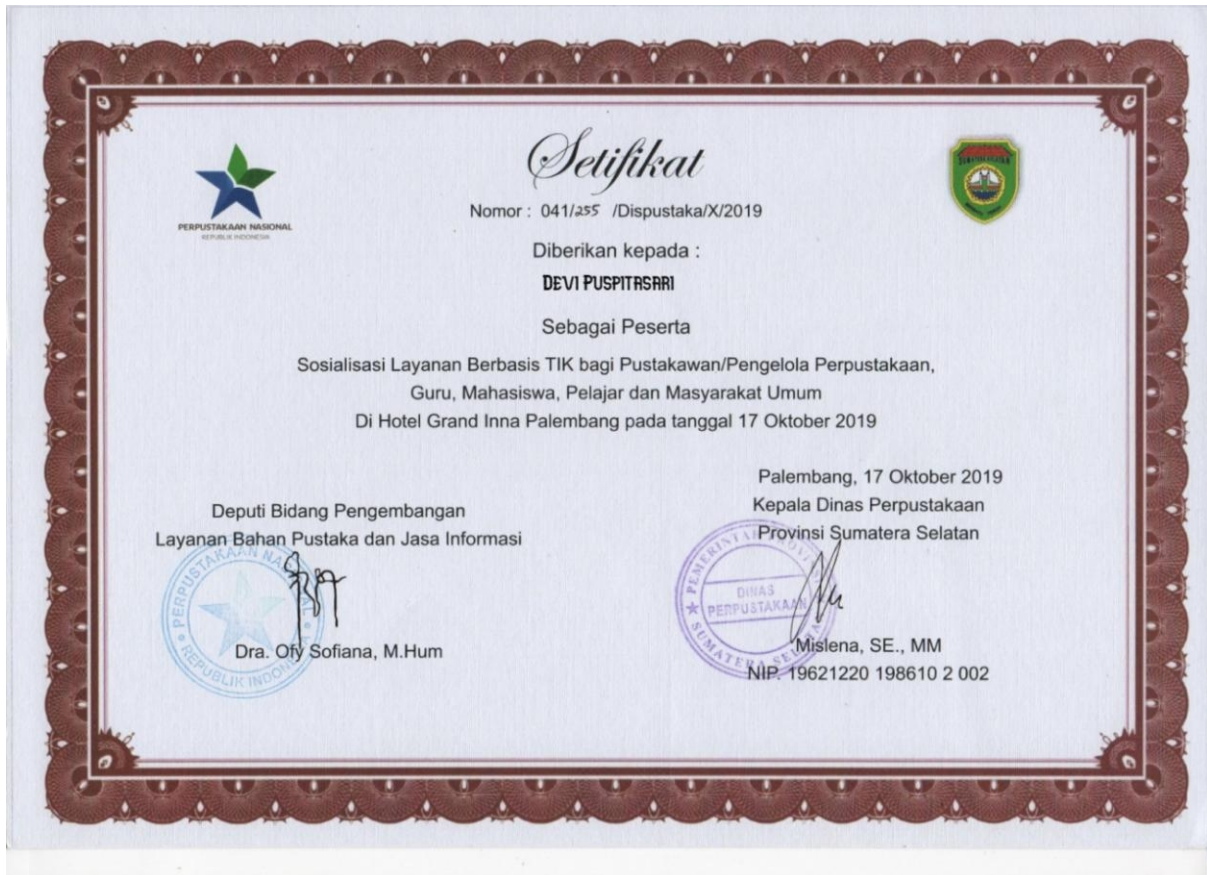 Setifikat
PERPUSTAKAAN NASIONAL
REPUBLIK INDONESIA
SUMATERA SELATAN
Nomor : 041/255 /Dispustaka/X/2019
Diberikan kepada :
DEVI PUSPITASARI
Sebagai Peserta
Sosialisasi Layanan Berbasis TIK bagi Pustakawan/Pengelola Perpustakaan,
Guru, Mahasiswa, Pelajar dan Masyarakat Umum
Di Hotel Grand Inna Palembang pada tanggal 17 Oktober 2019
Deputi Bidang Pengembangan
Layanan Bahan Pustaka dan Jasa Informasi
PERPUSTAKAAN NASIONAL
REPUBLIK INDONESIA
Dra. Ofy Sofiana, M.Hum
Palembang, 17 Oktober 2019
Kepala Dinas Perpustakaan
Provinsi Sumatera Selatan
PEMERINTAH PROVINSI
DINAS
PERPUSTAKAAN
SUMATERA SELATAN
Mislena, SE., MM
NIP. 19621220 198610 2 002